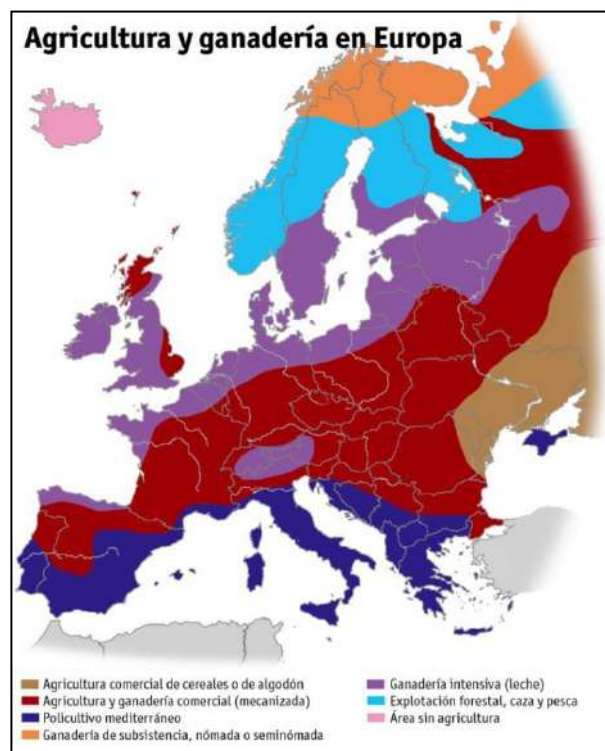 Agricultura y ganadería en Europa
Agricultura comercial de cereales o de algodón
Agricultura y ganadería comercial (mecanizada)
Policultivo mediterráneo
Ganadería de subsistencia, nómada o seminómada
Ganadería intensiva (leche)
Explotación forestal, caza y pesca
Área sin agricultura